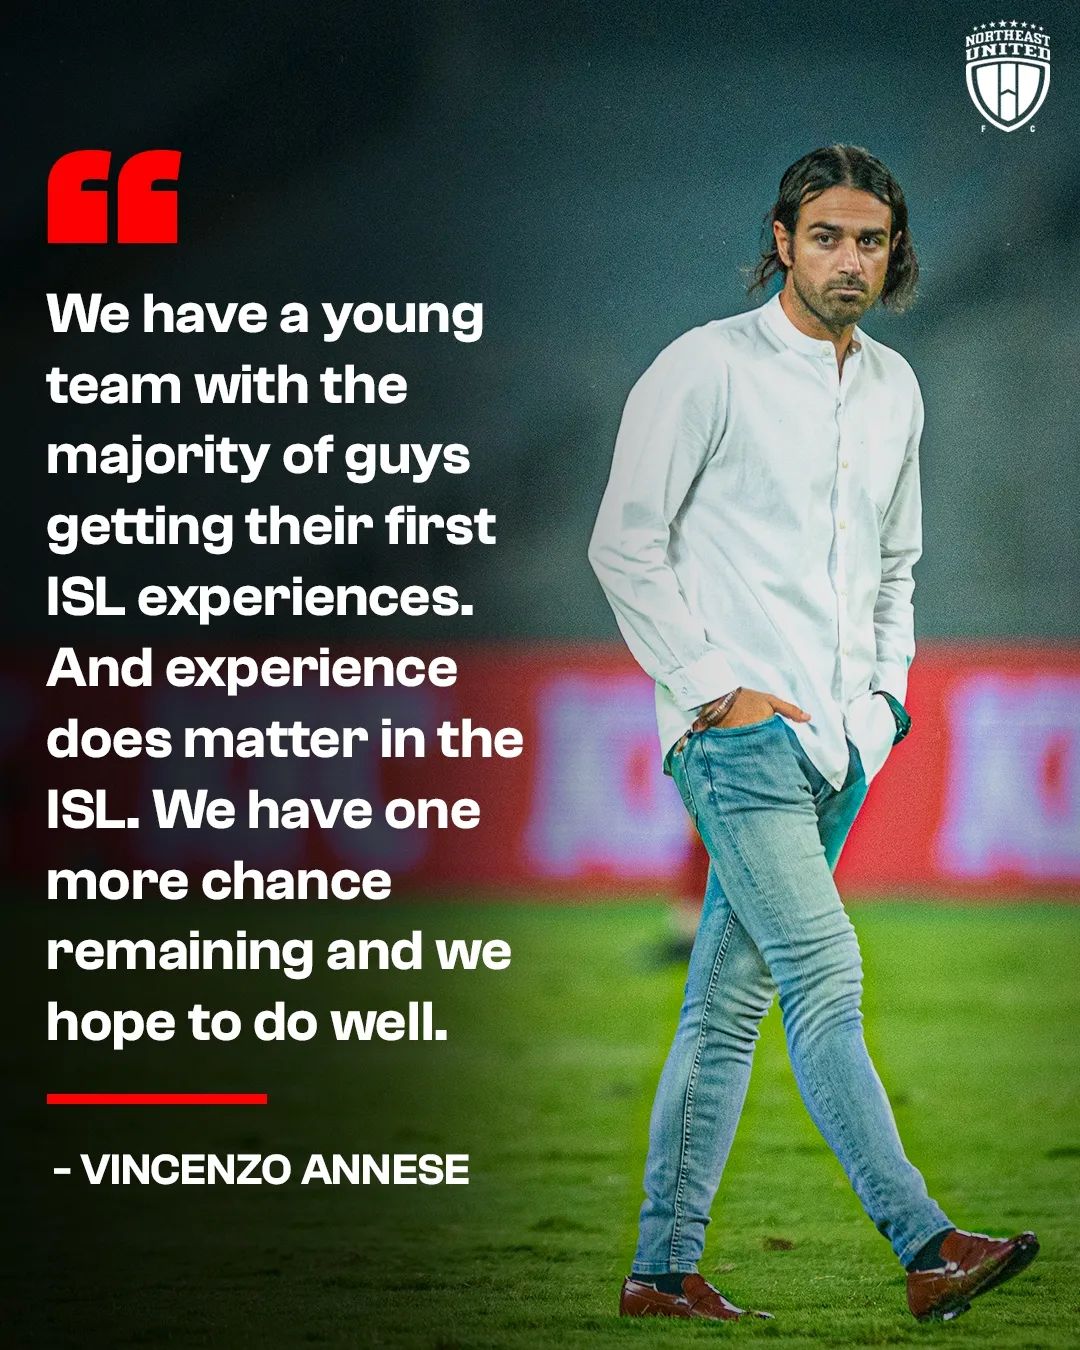 NORTHEAST
UNITED
F C
We have a young
team with the
majority of guys
getting their first
ISL experiences.
And experience
does matter in the
ISL. We have one
more chance
remaining and we
hope to do well.
- VINCENZO ANNESE